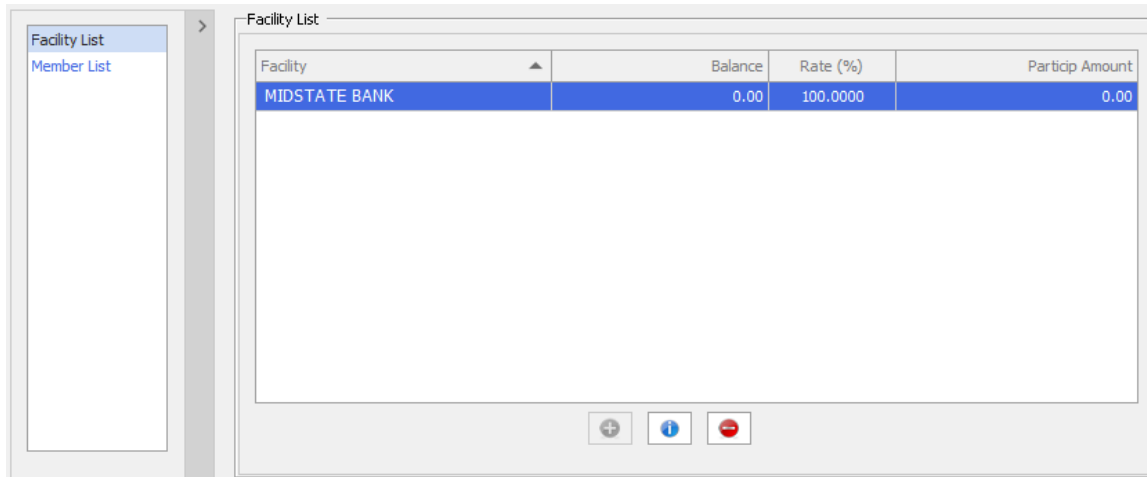 Facility List
Member List
Facility List
Facility Balance Rate (%) Particip Amount
MIDSTATE BANK 0.00 100.0000 0.00